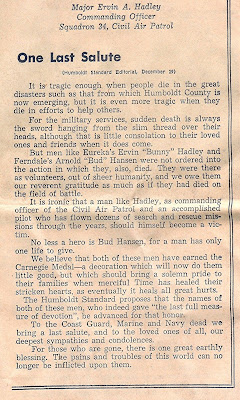 Major Ervin A. Hadley
Commanding Officer
Squadron 24, Civil Air Patrol
One Last Salute
(Humboldt Standard Editorial, December 29)
It is tragic enough when people die in the great
disasters such as that from which Humboldt County is
now emerging, but it is even more tragic when they
die in efforts to help others.
For the military services, sudden death is always
the sword hanging from the slim thread over their
heads, although that is little consolation to their loved
ones and friends when it does come.
But men like Eureka's Ervin "Bunny" Hadley and
Ferndale's Arnold "Bud" Hansen were not ordered into
the action in which they, also, died. They were there
as volunteers, out of sheer humanity, and we owe them
our reverent gratitude as much as if they had died on
the field of battle.
It is ironic that a man like Hadley, as commanding
officer of the Civil Air Patrol and an accomplished
pilot who has flown dozens of search and rescue mis-
sions through the years, should himself become a vic-
tim.
No less a hero is Bud Hansen, for a man has only
one life to give.
We believe that both of these men have earned the
Carnegie Medal—a decoration which will now do them
little good, but which should bring a solemn pride to
their families when merciful Time has healed their
stricken hearts, as eventually it heals all great hurts.
The Humboldt Standard proposes that the names of
both of these men, who indeed gave "the last full meas-
ure of devotion", be advanced for that honor.
To the Coast Guard, Marine and Navy dead we
bring a last salute, and to the loved ones of all, our
deepest sympathies and condolences.
For those who are gone, there is one great earthly
blessing. The pains and troubles of this world can no
longer be inflicted upon them.